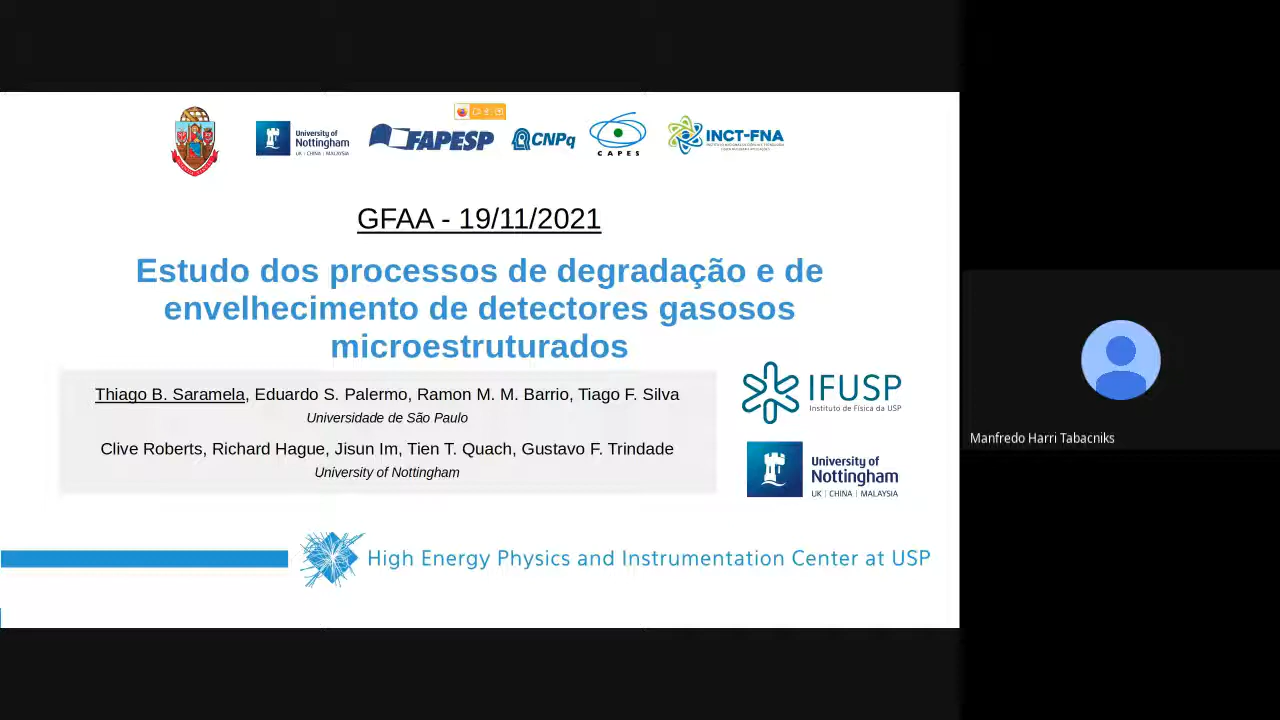 University of
Nottingham
UK | CHINA | MALAYSIA
FAPESP
CNPq
CAPES
INCT-FNA
GFAA - 19/11/2021
Estudo dos processos de degradação e de
envelhecimento de detectores gasosos
microestruturados
Thiago B. Saramela, Eduardo S. Palermo, Ramon M. M. Barrio, Tiago F. Silva
Universidade de São Paulo
Clive Roberts, Richard Hague, Jisun Im, Tien T. Quach, Gustavo F. Trindade
University of Nottingham
IFUSP
Instituto de Física da USP
University of
Nottingham
UK | CHINA | MALAYSIA
High Energy Physics and Instrumentation Center at USP
Manfredo Harri Tabacniks